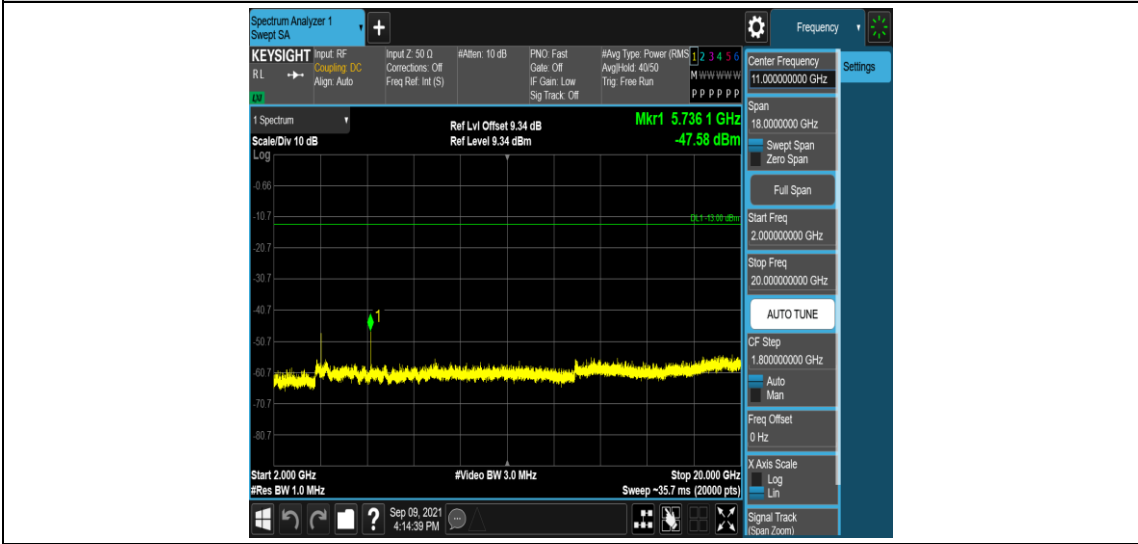 Spectrum Analyzer 1
Swept SA
Frequency
KEYSIGHT
RL
LM
Input: RF
Coupling: DC
Align: Auto
Input Z: 50 Ω
Corrections: Off
Freq Ref: Int (S)
#Atten: 10 dB
PNO: Fast
Gate: Off
IF Gain: Low
Sig Track: Off
#Avg Type: Power (RMS
Avg|Hold: 40/50
Trig: Free Run
1 2 3 4 5 6
M W W W W W
P P P P P P
1 Spectrum
Scale/Div 10 dB
Log
Ref Lvl Offset 9.34 dB
Ref Level 9.34 dBm
Mkr1 5.736 1 GHz
-47.58 dBm
-0.66
-10.7
DL1 -13.00 dBm
-20.7
-30.7
-40.7
1
-50.7
-60.7
-70.7
-80.7
Start 2.000 GHz
#Video BW 3.0 MHz
Stop 20.000 GHz
#Res BW 1.0 MHz
Sweep ~35.7 ms (20000 pts)
?
Sep 09, 2021
4:14:39 PM
Center Frequency
11.000000000 GHz
Settings
Span
18.0000000 GHz
Swept Span
Zero Span
Full Span
Start Freq
2.000000000 GHz
Stop Freq
20.000000000 GHz
AUTO TUNE
CF Step
1.800000000 GHz
Auto
Man
Freq Offset
0 Hz
X Axis Scale
Log
Lin
Signal Track
(Span Zoom)